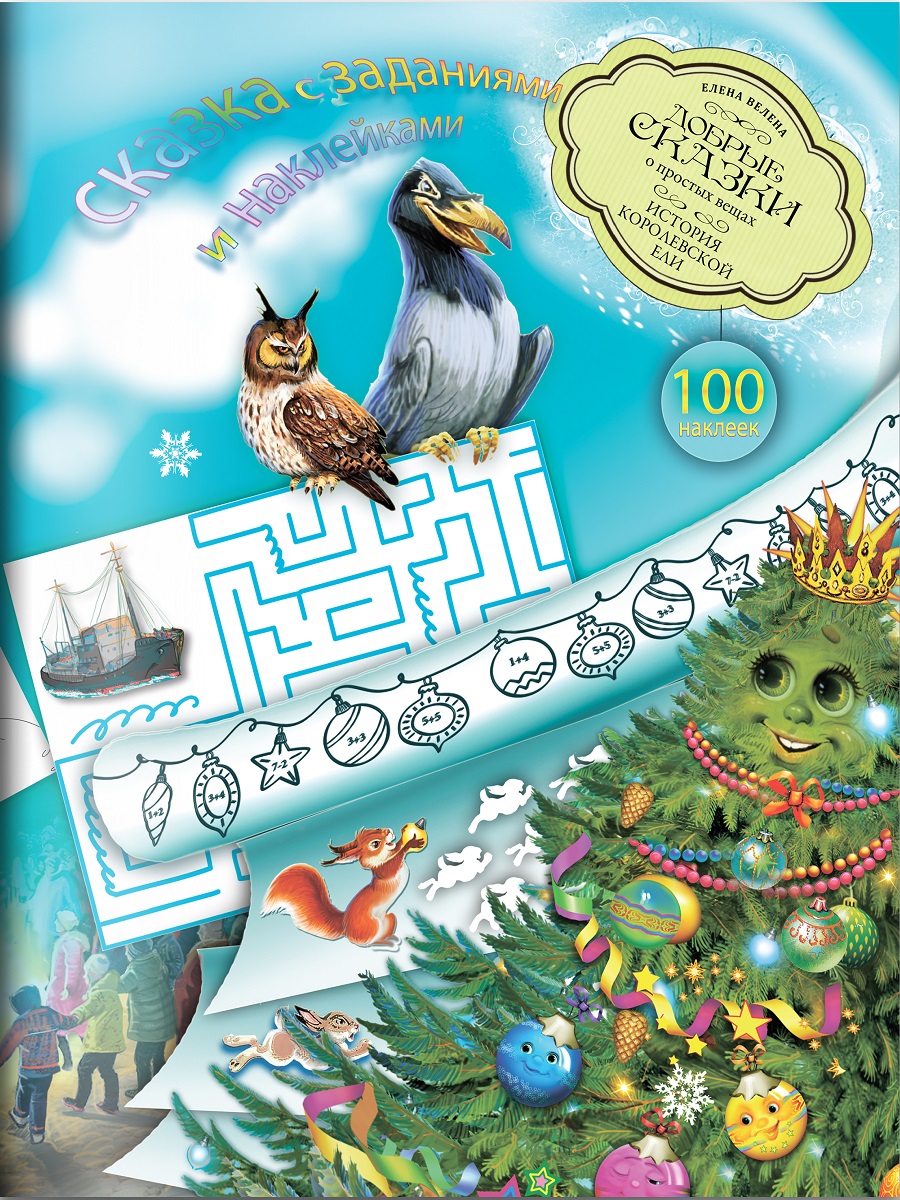 сказка с заданиями
и наклейками
ЕЛЕНА ВЕЛЕНА
ДОБРЫЕ
СКАЗКИ
о простых вещах
ИСТОРИЯ
КОРОЛЕВСКОЙ
ЕЛИ
100
наклеек
3+4
7-2
3+3
5+5
1+4
5+5
3+3
7-2
3+4
1+2